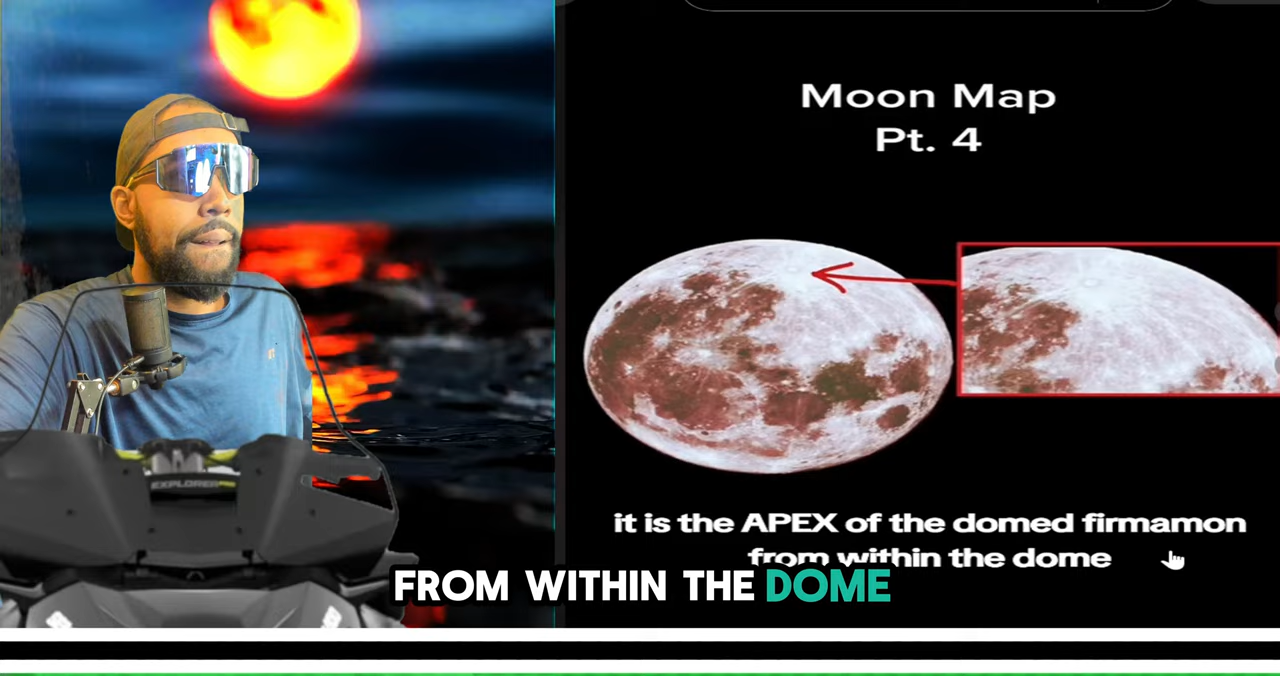 Moon Map
Pt. 4
it is the APEX of the domed firmamon
from within the dome
FROM WITHIN THE DOME
EXPLORER